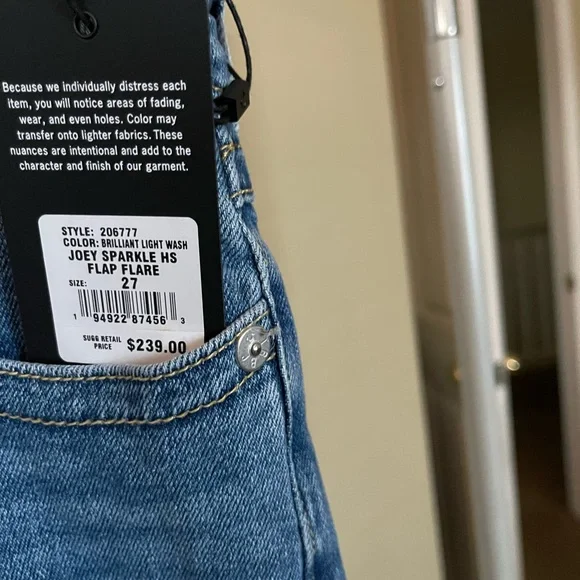 Because we individually distress each
item, you will notice areas of fading,
wear, and even holes. Color may
transfer onto lighter fabrics. These
nuances are intentional and add to the
character and finish of our garment.
STYLE: 206777
COLOR: BRILLIANT LIGHT WASH
JOEY SPARKLE HS
FLAP FLARE
SIZE: 27
1 94922 87456 3
SUGG RETAIL
PRICE $239.00